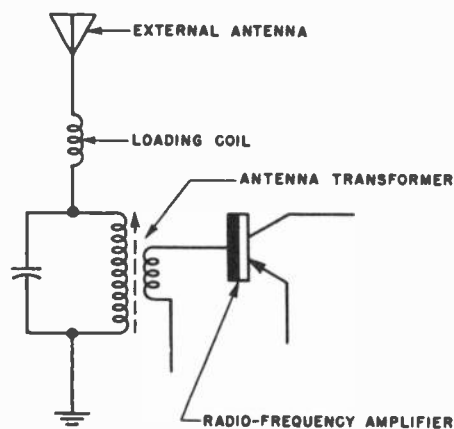 EXTERNAL ANTENNA
LOADING COIL
ANTENNA TRANSFORMER
RADIO-FREQUENCY AMPLIFIER